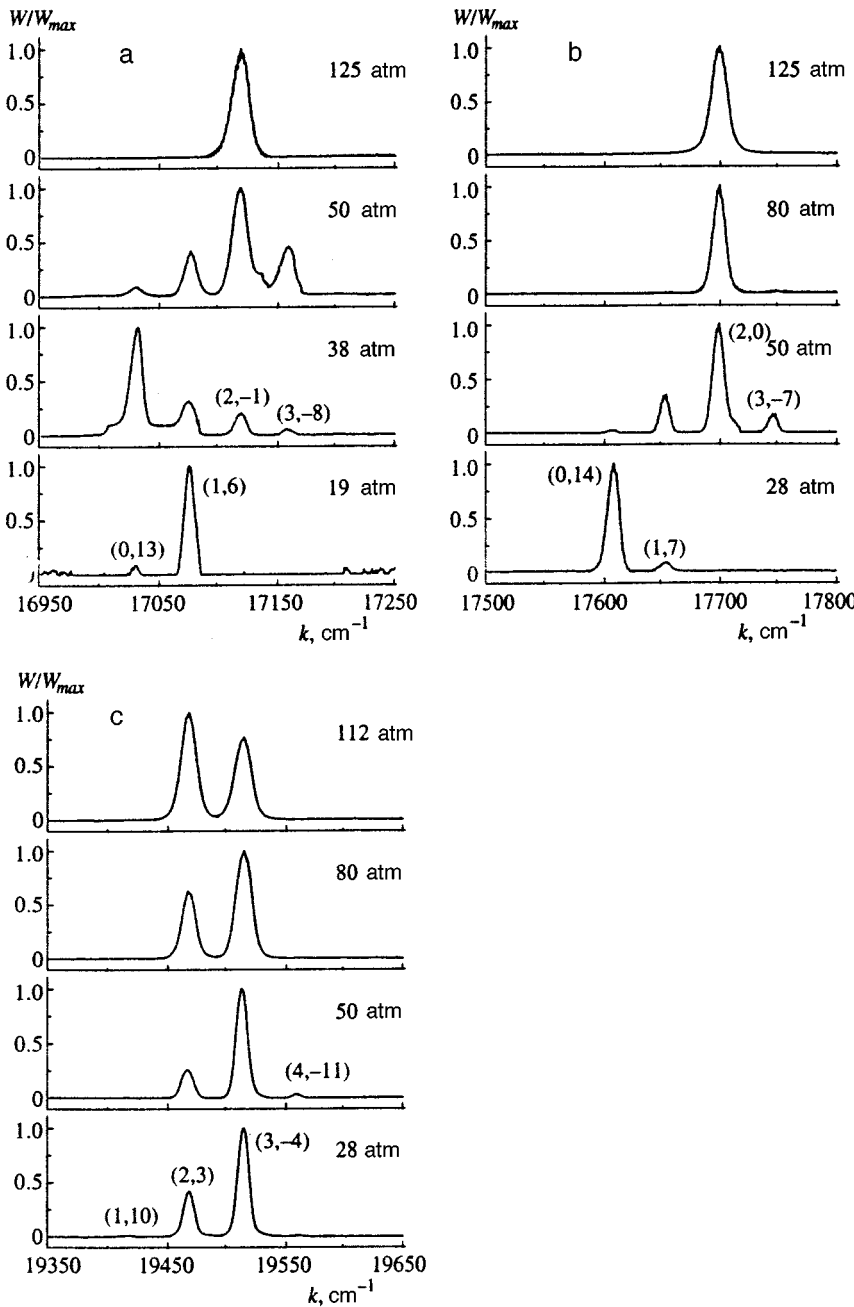 W/Wmax
a
125 atm
1.0
0.5
0
50 atm
1.0
0.5
0
38 atm
1.0
0.5
0
(2,–1)
(3,–8)
19 atm
1.0
0.5
(1,6)
(0,13)
16950 17050 17150 17250
k, cm⁻¹
W/Wmax
b
125 atm
1.0
0.5
0
80 atm
1.0
0.5
0
50 atm
1.0
0.5
0
(2,0)
(3,–7)
28 atm
1.0
0.5
0
(0,14)
(1,7)
17500 17600 17700 17800
k, cm⁻¹
W/Wmax
c
112 atm
1.0
0.5
0
80 atm
1.0
0.5
0
50 atm
1.0
0.5
0
(4,–11)
28 atm
1.0
0.5
0
(3,–4)
(2,3)
(1,10)
19350 19450 19550 19650
k, cm⁻¹